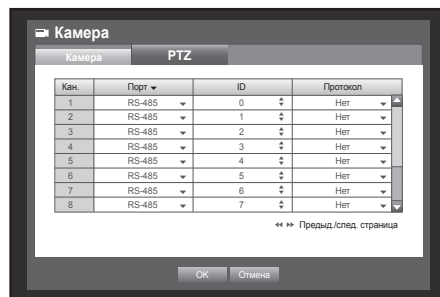 Камера
Камера PTZ
Кан. Порт ID Протокол
1 RS-485 0 Нет
2 RS-485 1 Нет
3 RS-485 2 Нет
4 RS-485 3 Нет
5 RS-485 4 Нет
6 RS-485 5 Нет
7 RS-485 6 Нет
8 RS-485 7 Нет
Предыд./след. страница
OK Отмена